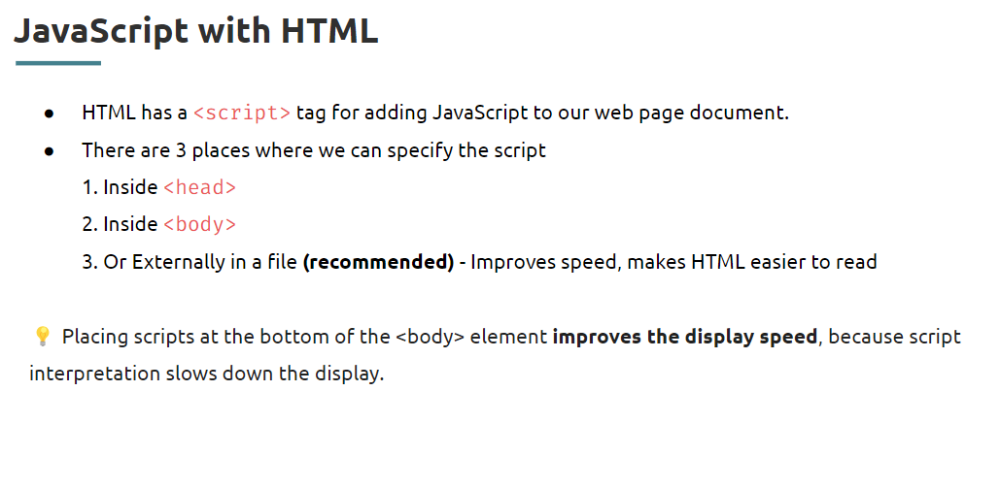 JavaScript with HTML
● HTML has a <script> tag for adding JavaScript to our web page document.
● There are 3 places where we can specify the script
1. Inside <head>
2. Inside <body>
3. Or Externally in a file (recommended) - Improves speed, makes HTML easier to read
💡 Placing scripts at the bottom of the <body> element improves the display speed, because script
interpretation slows down the display.